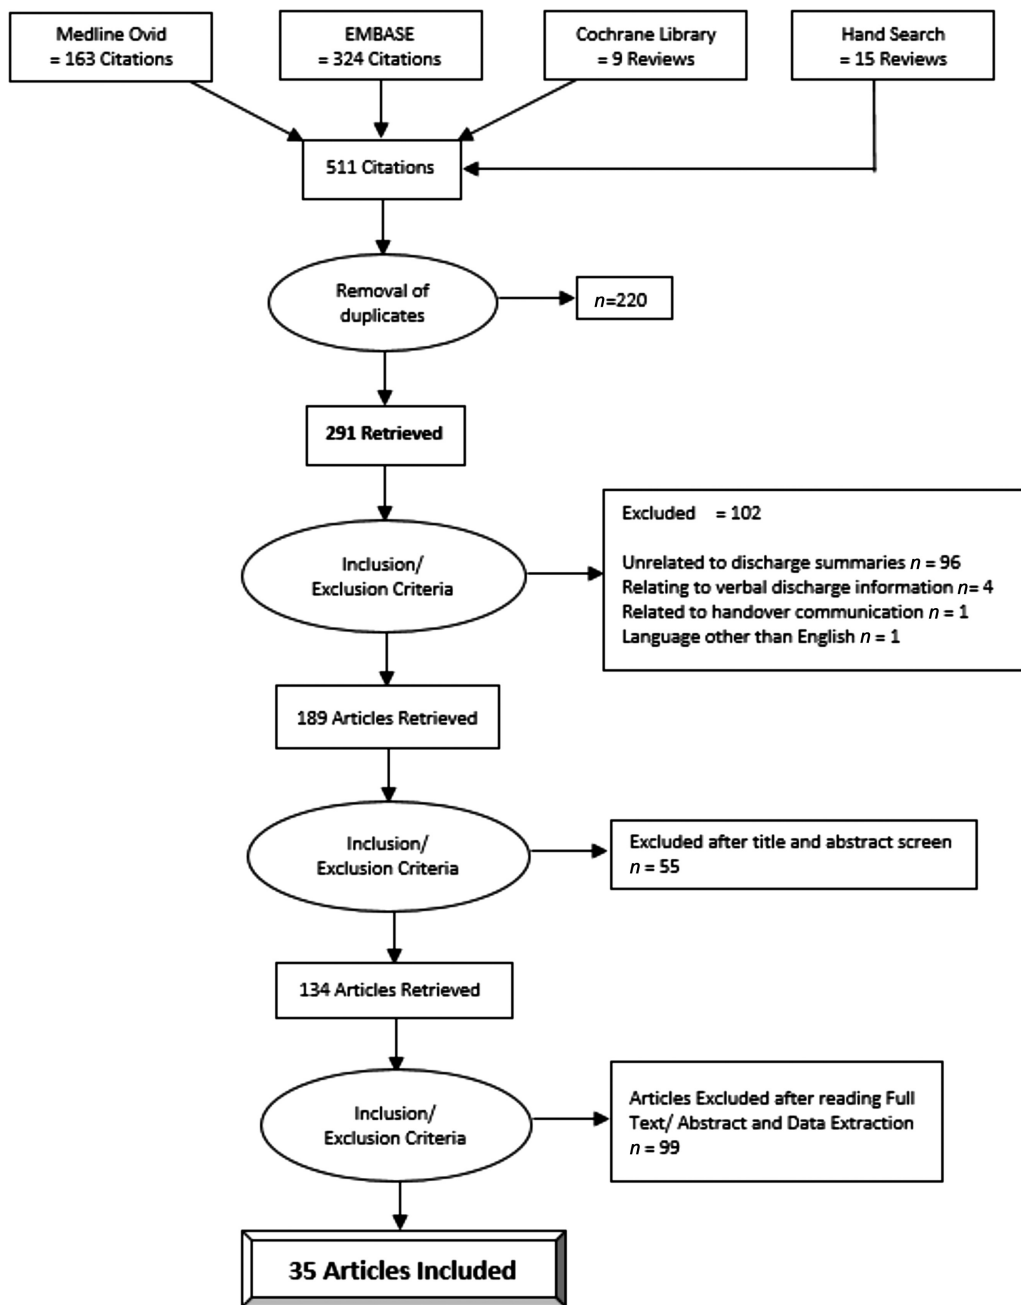 Medline Ovid
= 163 Citations
EMBASE
= 324 Citations
Cochrane Library
= 9 Reviews
Hand Search
= 15 Reviews
511 Citations
Removal of
duplicates
n=220
291 Retrieved
Inclusion/
Exclusion Criteria
Excluded = 102
Unrelated to discharge summaries n = 96
Relating to verbal discharge information n= 4
Related to handover communication n = 1
Language other than English n = 1
189 Articles Retrieved
Inclusion/
Exclusion Criteria
Excluded after title and abstract screen
n = 55
134 Articles Retrieved
Inclusion/
Exclusion Criteria
Articles Excluded after reading Full
Text/ Abstract and Data Extraction
n = 99
35 Articles Included